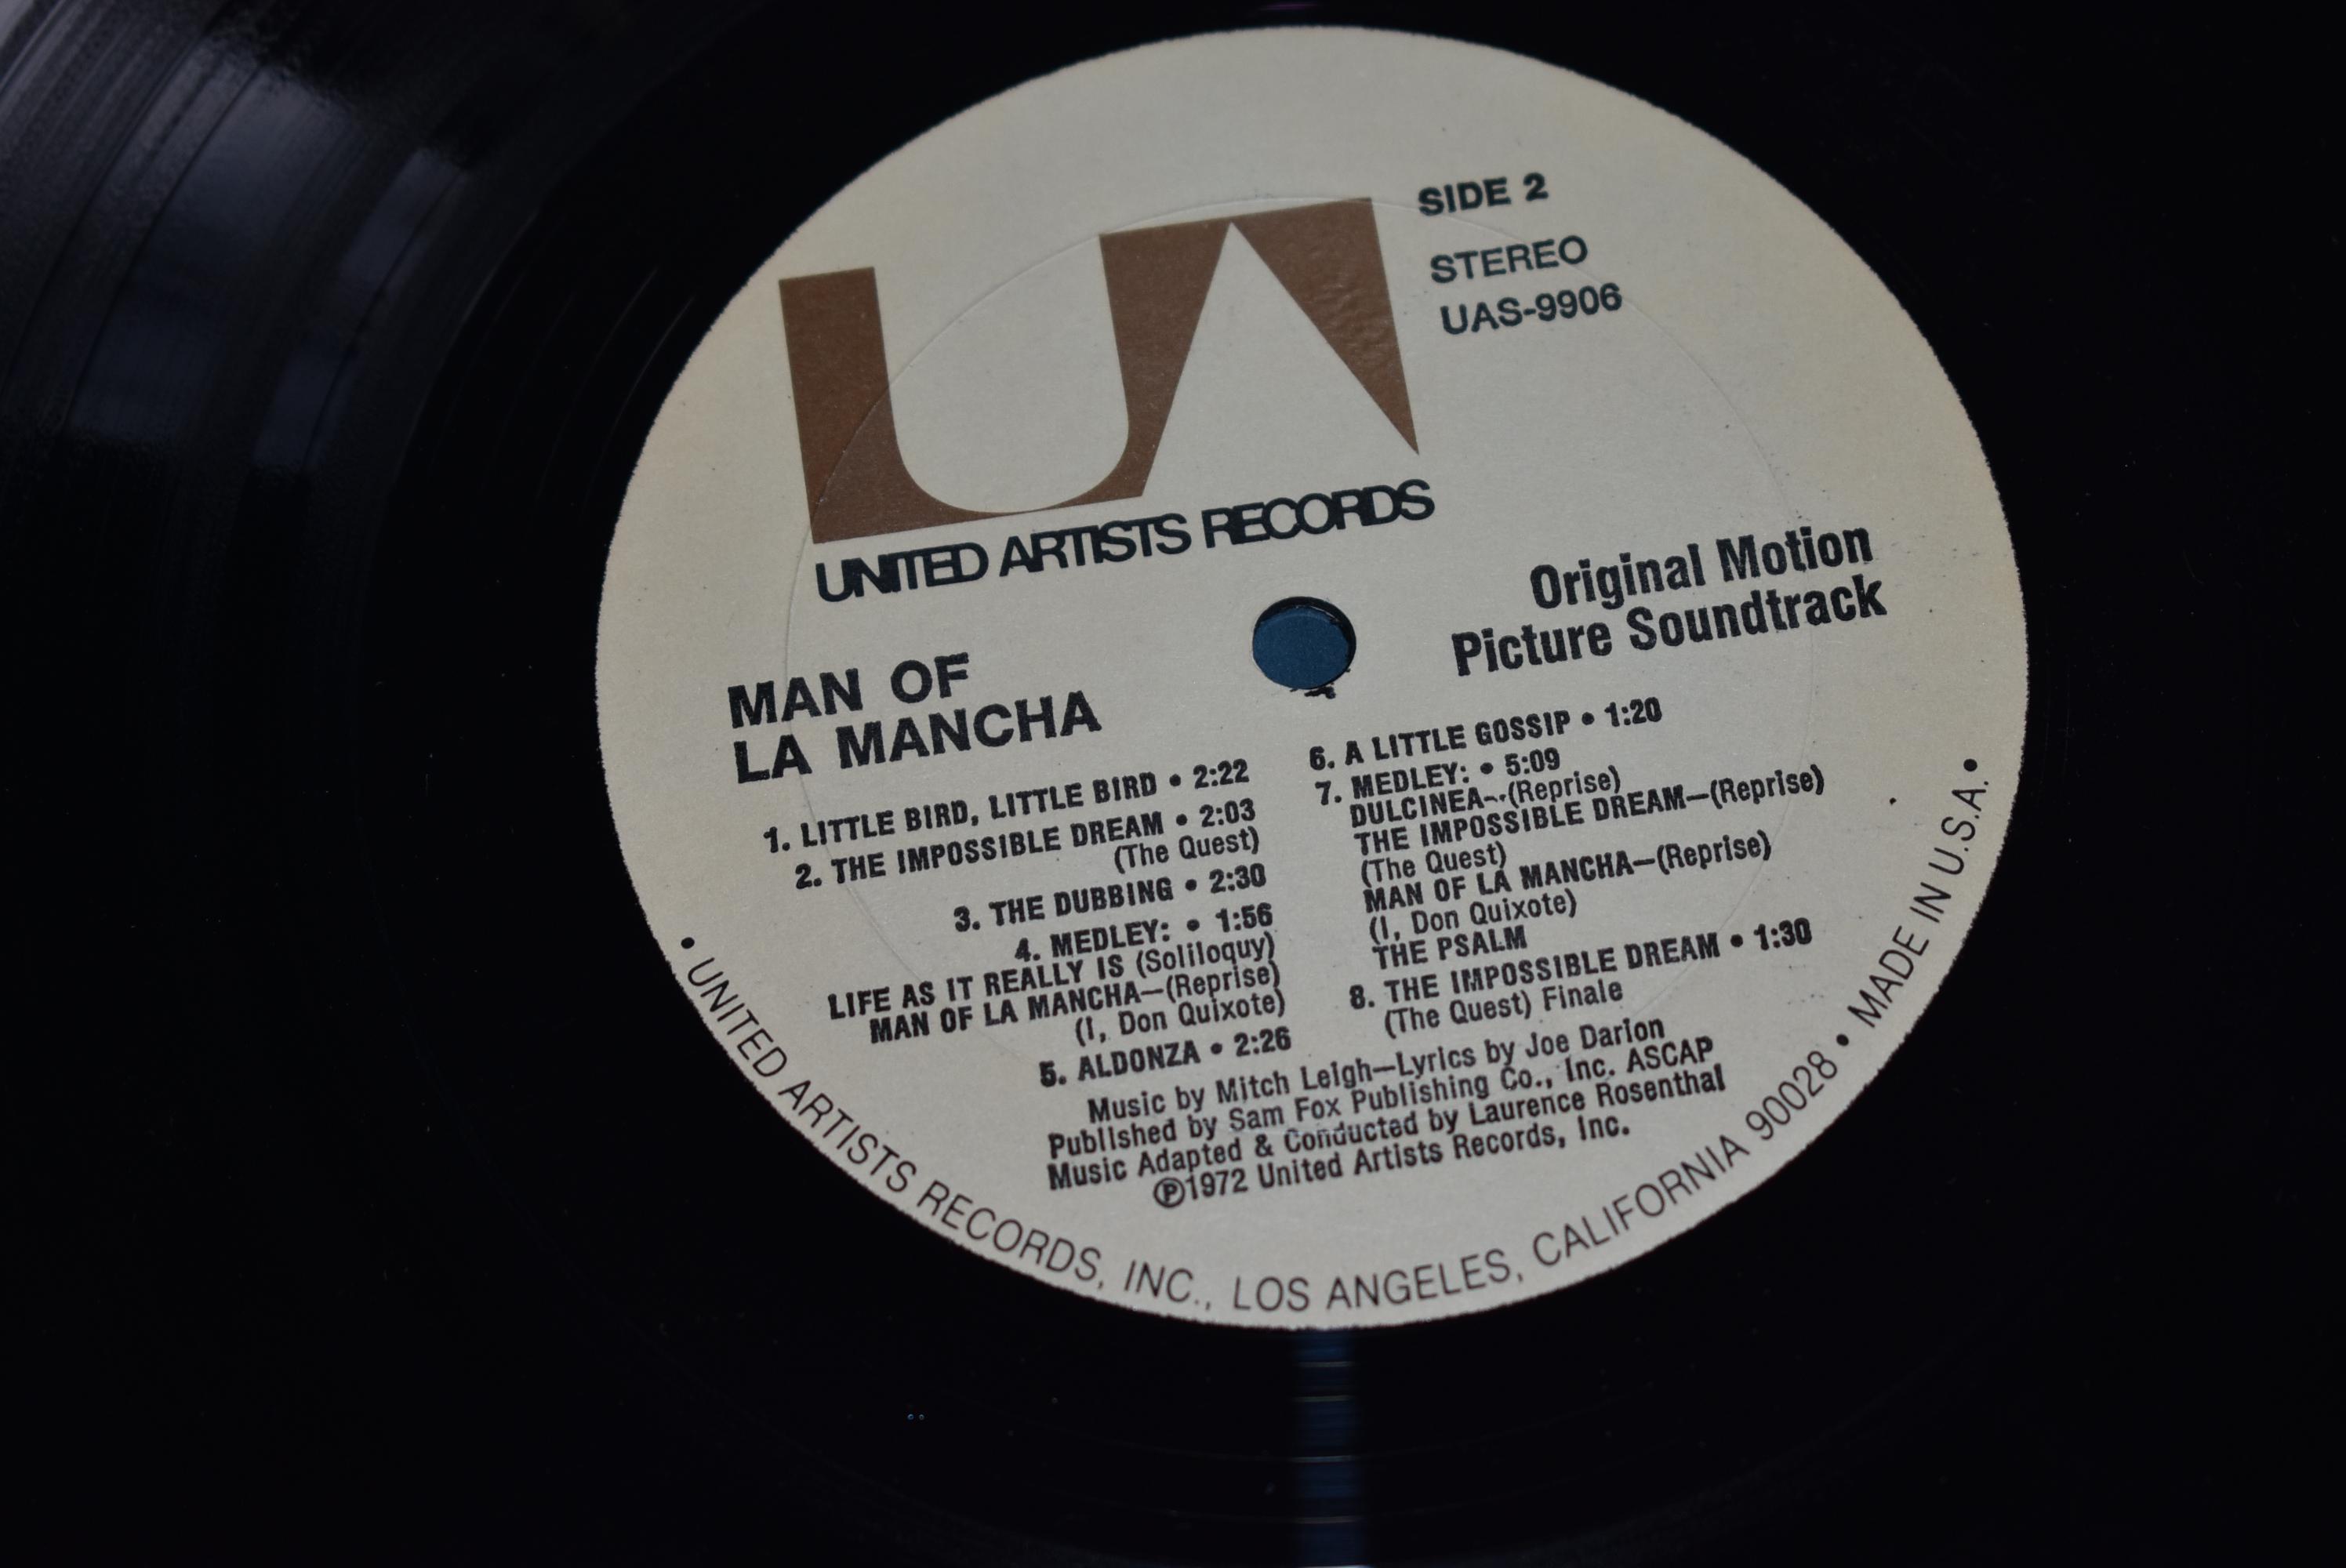 UA
SIDE 2
STEREO
UAS-9906
UNITED ARTISTS RECORDS
Original Motion
Picture Soundtrack
MAN OF
LA MANCHA
1. LITTLE BIRD, LITTLE BIRD • 2:22
2. THE IMPOSSIBLE DREAM • 2:03
(The Quest)
3. THE DUBBING • 2:30
4. MEDLEY: • 1:56
LIFE AS IT REALLY IS (Soliloquy)
MAN OF LA MANCHA—(Reprise)
(I, Don Quixote)
5. ALDONZA • 2:26
6. A LITTLE GOSSIP • 1:20
7. MEDLEY: • 5:09
DULCINEA—(Reprise)
THE IMPOSSIBLE DREAM—(Reprise)
(The Quest)
MAN OF LA MANCHA—(Reprise)
(I, Don Quixote)
THE PSALM
8. THE IMPOSSIBLE DREAM • 1:30
(The Quest) Finale
Music by Mitch Leigh—Lyrics by Joe Darion
Published by Sam Fox Publishing Co., Inc. ASCAP
Music Adapted & Conducted by Laurence Rosenthal
℗1972 United Artists Records, Inc.
• UNITED ARTISTS RECORDS, INC., LOS ANGELES, CALIFORNIA 90028 • MADE IN U.S.A. •